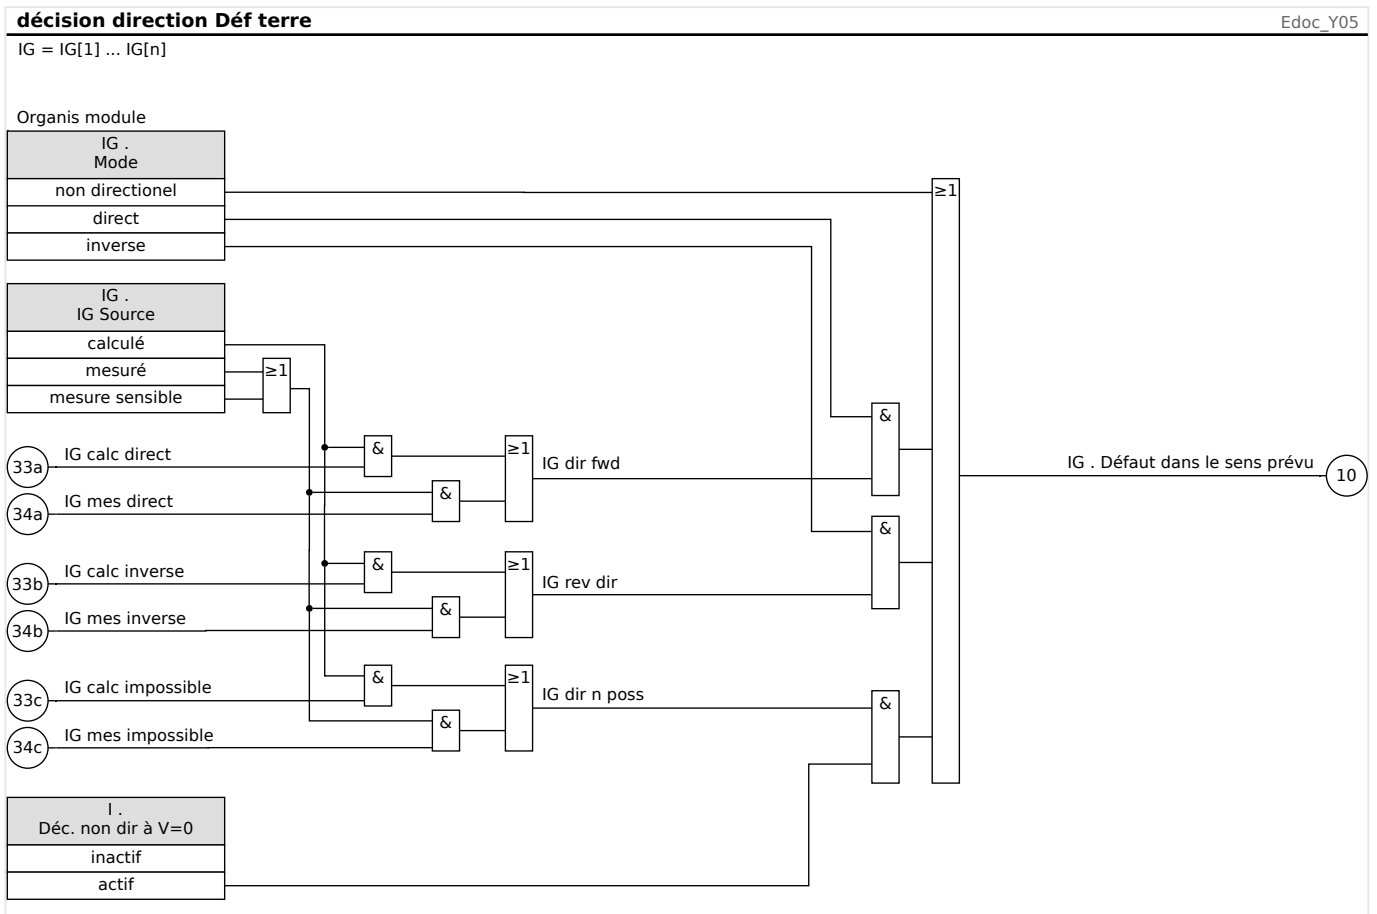 décision direction Déf terre
Edoc_Y05
IG = IG[1] ... IG[n]
Organis module
IG .
Mode
non directionel
direct
inverse
≥1
IG .
IG Source
calculé
mesuré
mesure sensible
≥1
33a
IG calc direct
&
≥1
IG dir fwd
&
IG . Défaut dans le sens prévu
10
34a
IG mes direct
&
33b
IG calc inverse
&
≥1
IG rev dir
&
34b
IG mes inverse
&
33c
IG calc impossible
&
≥1
IG dir n poss
&
34c
IG mes impossible
&
I .
Déc. non dir à V=0
inactif
actif